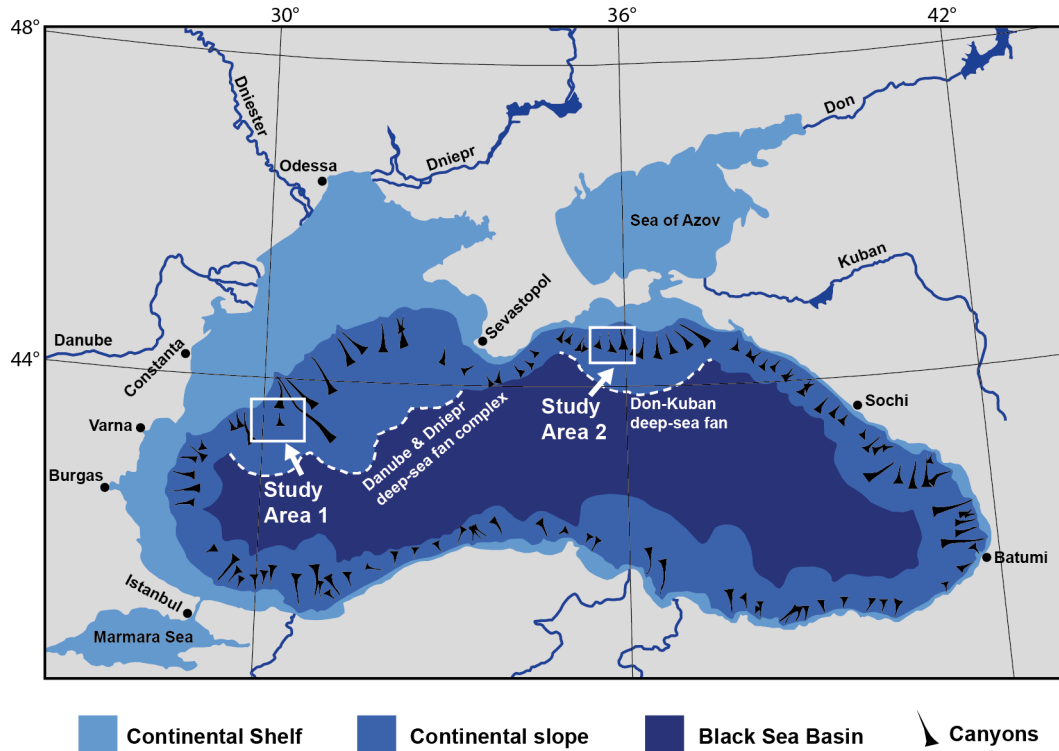 30°
36°
42°
48°
Dniester
Odessa
Dniepr
Don
Sea of Azov
Kuban
Danube
44°
Constanta
Sevastopol
Varna
Burgas
Study
Area 1
Danube & Dniepr
deep-sea fan complex
Study
Area 2
Don-Kuban
deep-sea fan
Sochi
Batumi
Istanbul
Marmara Sea
Continental Shelf
Continental slope
Black Sea Basin
Canyons